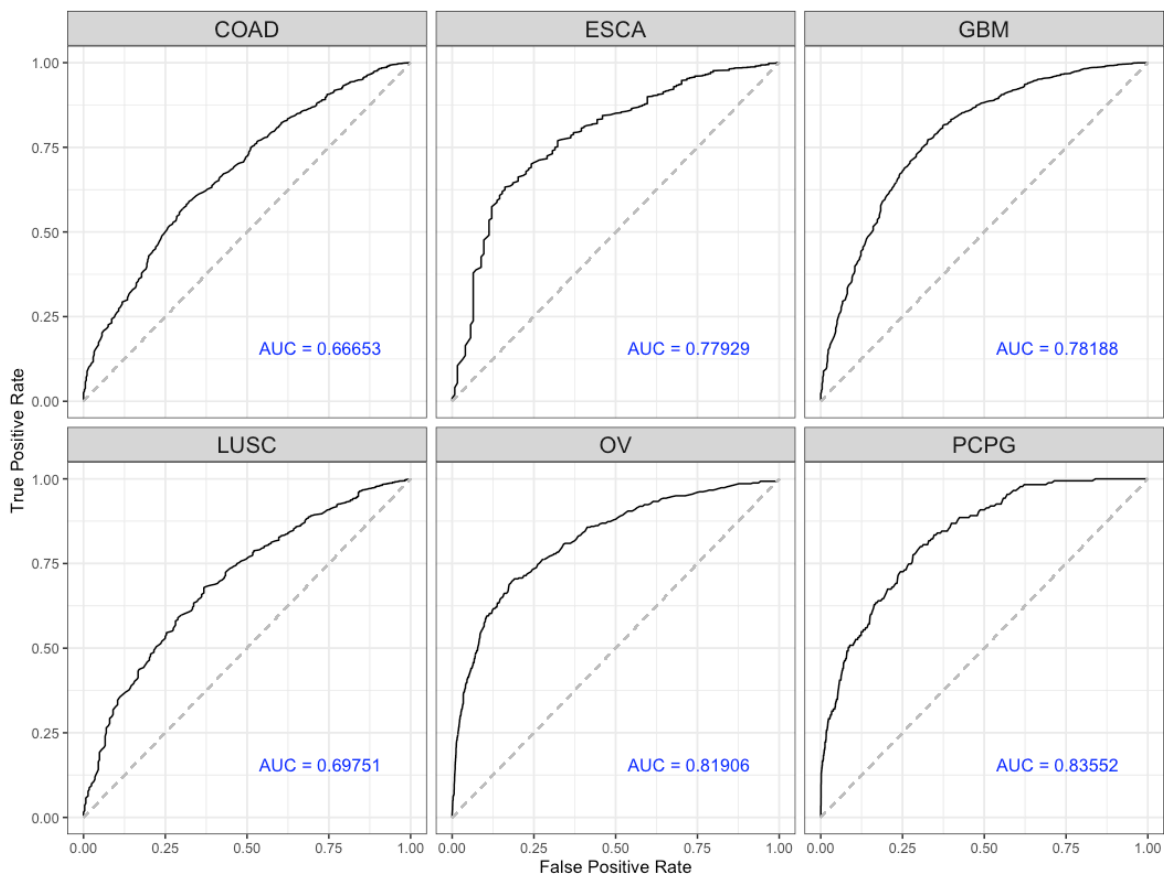 COAD ESCA GBM
1.00
0.75
0.50
0.25
0.00
AUC = 0.66653 AUC = 0.77929 AUC = 0.78188
True Positive Rate
LUSC OV PCPG
1.00
0.75
0.50
0.25
0.00
AUC = 0.69751 AUC = 0.81906 AUC = 0.83552
0.00 0.25 0.50 0.75 1.00 0.00 0.25 0.50 0.75 1.00 0.00 0.25 0.50 0.75 1.00
False Positive Rate